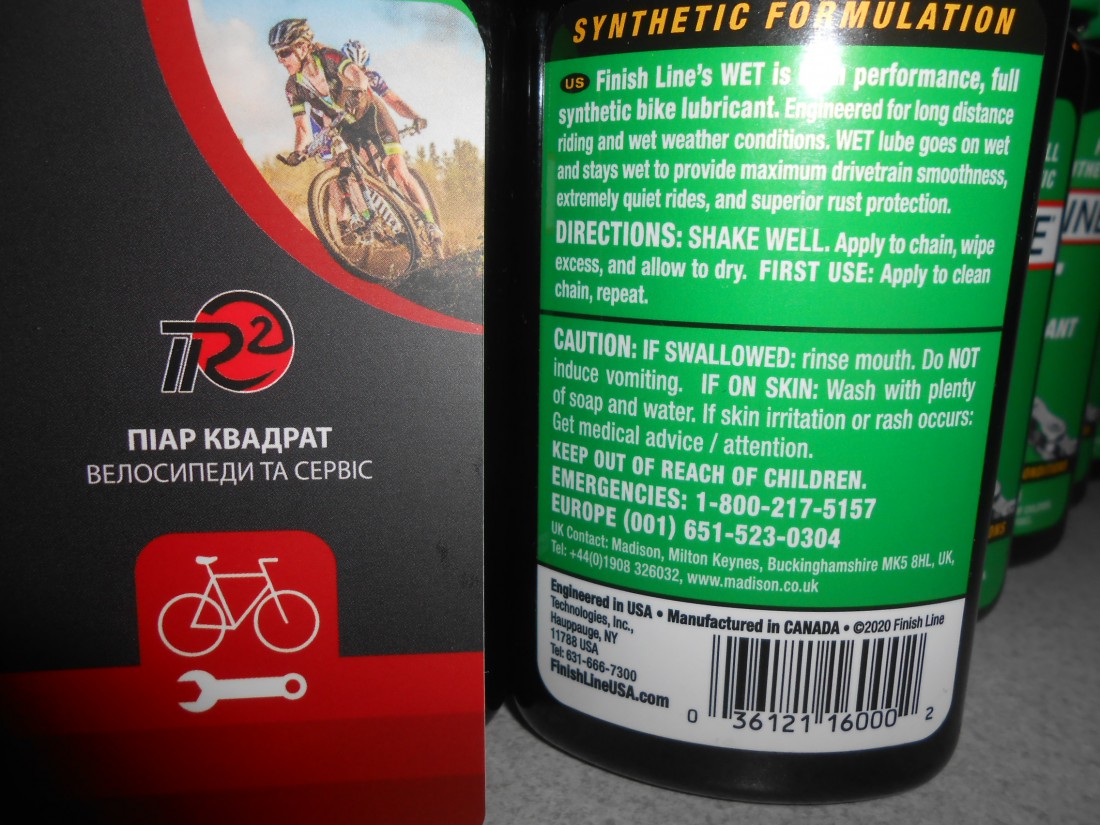 ПR2
ПІАР КВАДРАТ
ВЕЛОСИПЕДИ ТА СЕРВІС
SYNTHETIC FORMULATION
US Finish Line's WET is performance, full
synthetic bike lubricant. Engineered for long distance
riding and wet weather conditions. WET lube goes on wet
and stays wet to provide maximum drivetrain smoothness,
extremely quiet rides, and superior rust protection.
DIRECTIONS: SHAKE WELL. Apply to chain, wipe
excess, and allow to dry. FIRST USE: Apply to clean
chain, repeat.
CAUTION: IF SWALLOWED: rinse mouth. Do NOT
induce vomiting. IF ON SKIN: Wash with plenty
of soap and water. If skin irritation or rash occurs:
Get medical advice / attention.
KEEP OUT OF REACH OF CHILDREN.
EMERGENCIES: 1-800-217-5157
EUROPE (001) 651-523-0304
UK Contact: Madison, Milton Keynes, Buckinghamshire MK5 8HL, UK,
Tel: +44(0)1908 326032, www.madison.co.uk
Engineered in USA • Manufactured in CANADA • ©2020 Finish Line
Technologies, Inc.,
Hauppauge, NY
11788 USA
Tel: 631-666-7300
FinishLineUSA.com
0 36121 16000 2